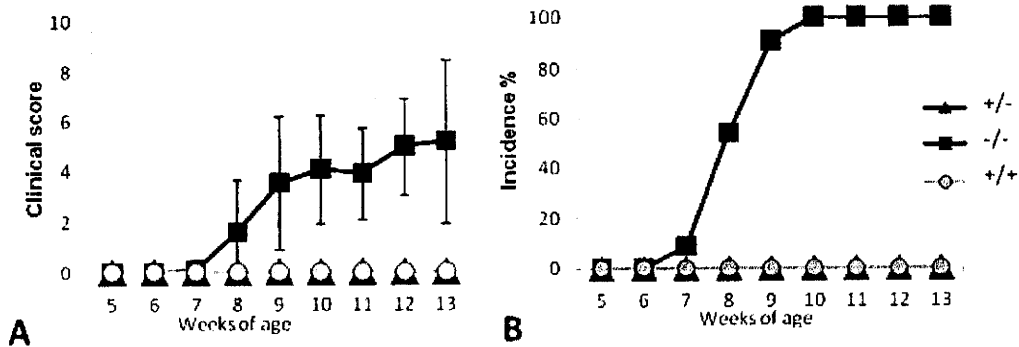 10
8
6
4
2
0
Clinical score
5 6 7 8 9 10 11 12 13
Weeks of age
A
100
80
60
40
20
0
Incidence %
5 6 7 8 9 10 11 12 13
Weeks of age
B
+/-
-/-
+/+